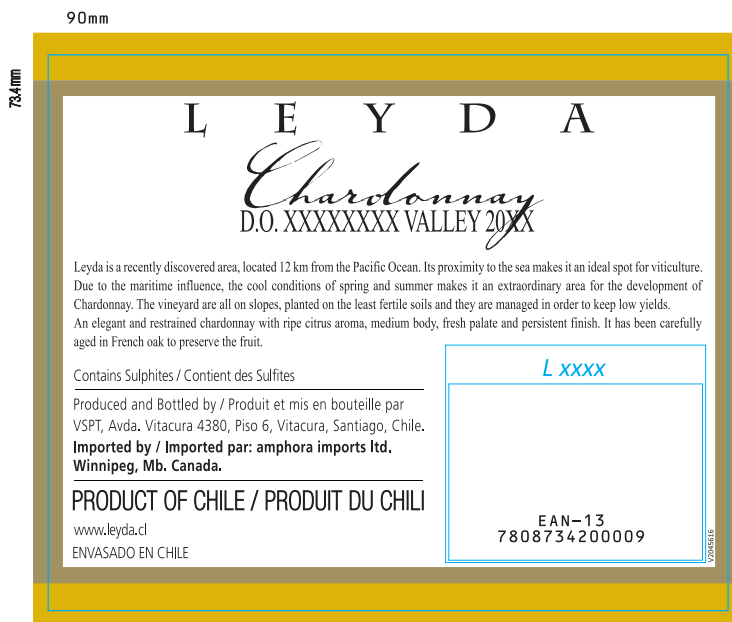 90mm
73.4mm
L E Y D A
Chardonnay
D.O. XXXXXXXX VALLEY 20XX
Leyda is a recently discovered area, located 12 km from the Pacific Ocean. Its proximity to the sea makes it an ideal spot for viticulture.
Due to the maritime influence, the cool conditions of spring and summer makes it an extraordinary area for the development of
Chardonnay. The vineyard are all on slopes, planted on the least fertile soils and they are managed in order to keep low yields.
An elegant and restrained chardonnay with ripe citrus aroma, medium body, fresh palate and persistent finish. It has been carefully
aged in French oak to preserve the fruit.
Contains Sulphites / Contient des Sulfites
Produced and Bottled by / Produit et mis en bouteille par
VSPT, Avda. Vitacura 4380, Piso 6, Vitacura, Santiago, Chile.
Imported by / Imported par: amphora imports ltd.
Winnipeg, Mb. Canada.
PRODUCT OF CHILE / PRODUIT DU CHILI
www.leyda.cl
ENVASADO EN CHILE
L xxxx
EAN-13
7808734200009
V2045616